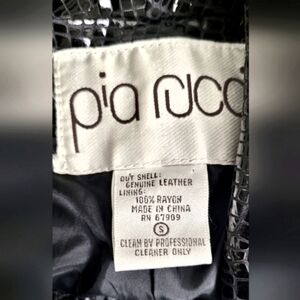 pia rucci
OUT SHELL:
GENUINE LEATHER
LINING:
100% RAYON
MADE IN CHINA
RN 67909
S
CLEAN BY PROFESSIONAL
CLEANER ONLY